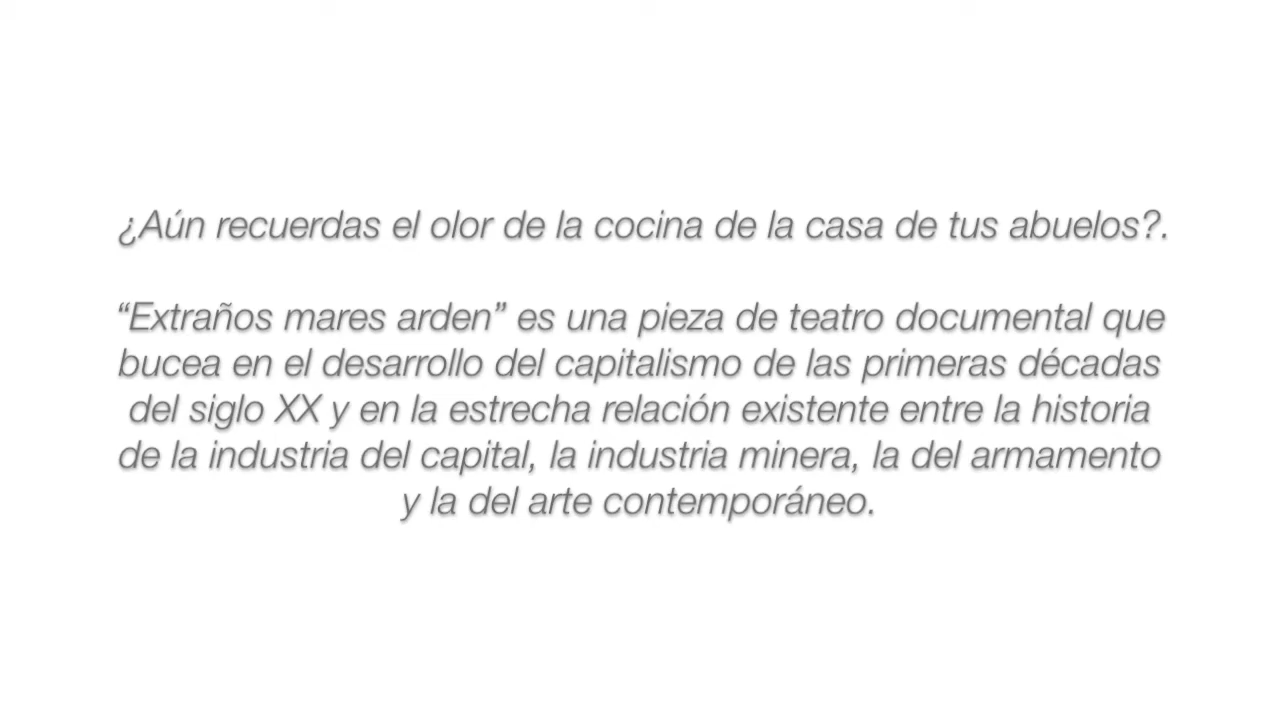 ¿Aún recuerdas el olor de la cocina de la casa de tus abuelos?.
“Extraños mares arden” es una pieza de teatro documental que
bucea en el desarrollo del capitalismo de las primeras décadas
del siglo XX y en la estrecha relación existente entre la historia
de la industria del capital, la industria minera, la del armamento
y la del arte contemporáneo.